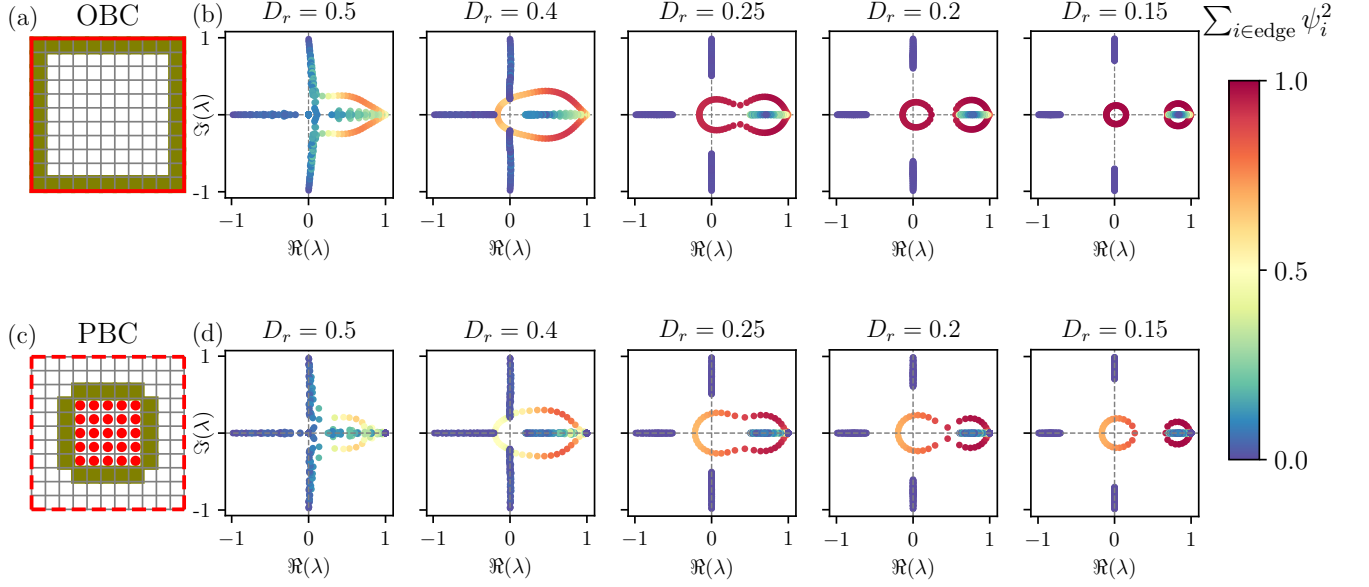 (a) OBC (b) D_r = 0.5 D_r = 0.4 D_r = 0.25 D_r = 0.2 D_r = 0.15 ∑_{i∈edge} ψ_i^2
1
ℑ(λ)
-1
−1 0 1 −1 0 1 −1 0 1 −1 0 1 −1 0 1
ℜ(λ) ℜ(λ) ℜ(λ) ℜ(λ) ℜ(λ)
1.0
0.5
0.0
(c) PBC (d) D_r = 0.5 D_r = 0.4 D_r = 0.25 D_r = 0.2 D_r = 0.15
1
ℑ(λ)
-1
−1 0 1 −1 0 1 −1 0 1 −1 0 1 −1 0 1
ℜ(λ) ℜ(λ) ℜ(λ) ℜ(λ) ℜ(λ)